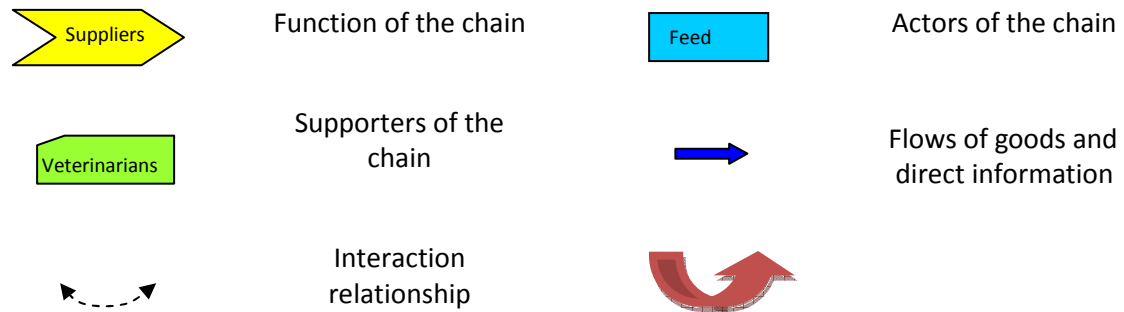 Suppliers
Function of the chain
Feed
Actors of the chain
Veterinarians
Supporters of the
chain
Flows of goods and
direct information
Interaction
relationship